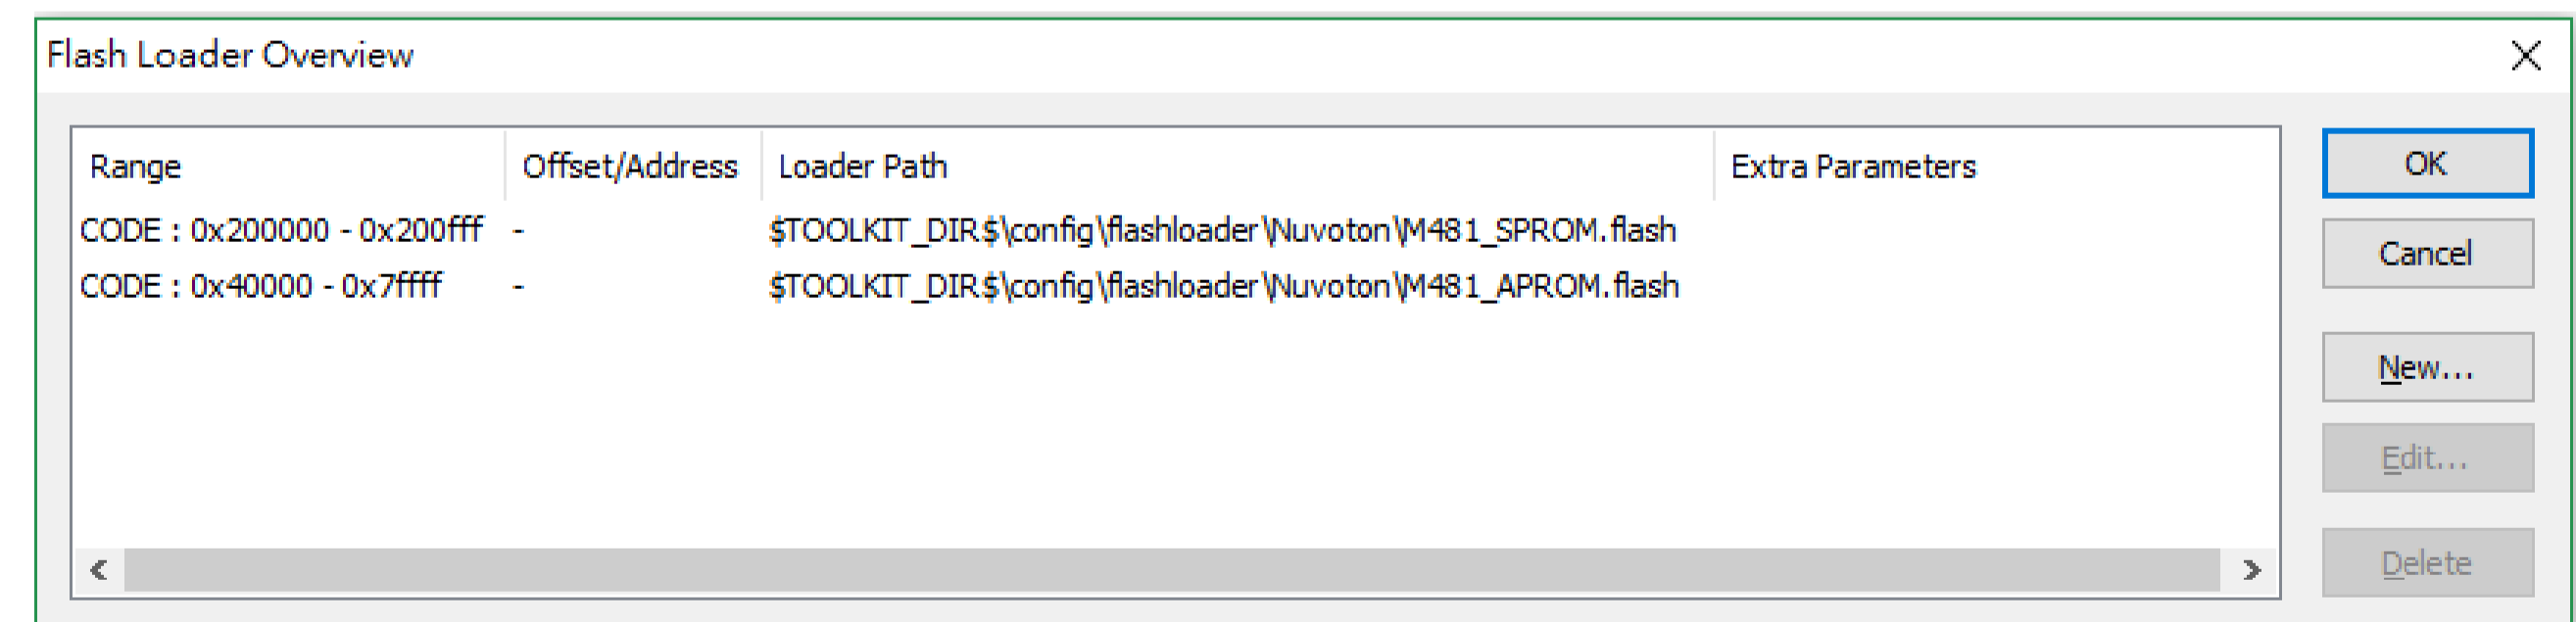 Flash Loader Overview
Range Offset/Address Loader Path Extra Parameters
CODE : 0x200000 - 0x200fff - $TOOLKIT_DIR$\config\flashloader\Nuvoton\M481_SPROM.flash
CODE : 0x40000 - 0x7ffff - $TOOLKIT_DIR$\config\flashloader\Nuvoton\M481_APROM.flash
OK
Cancel
New...
Edit...
Delete